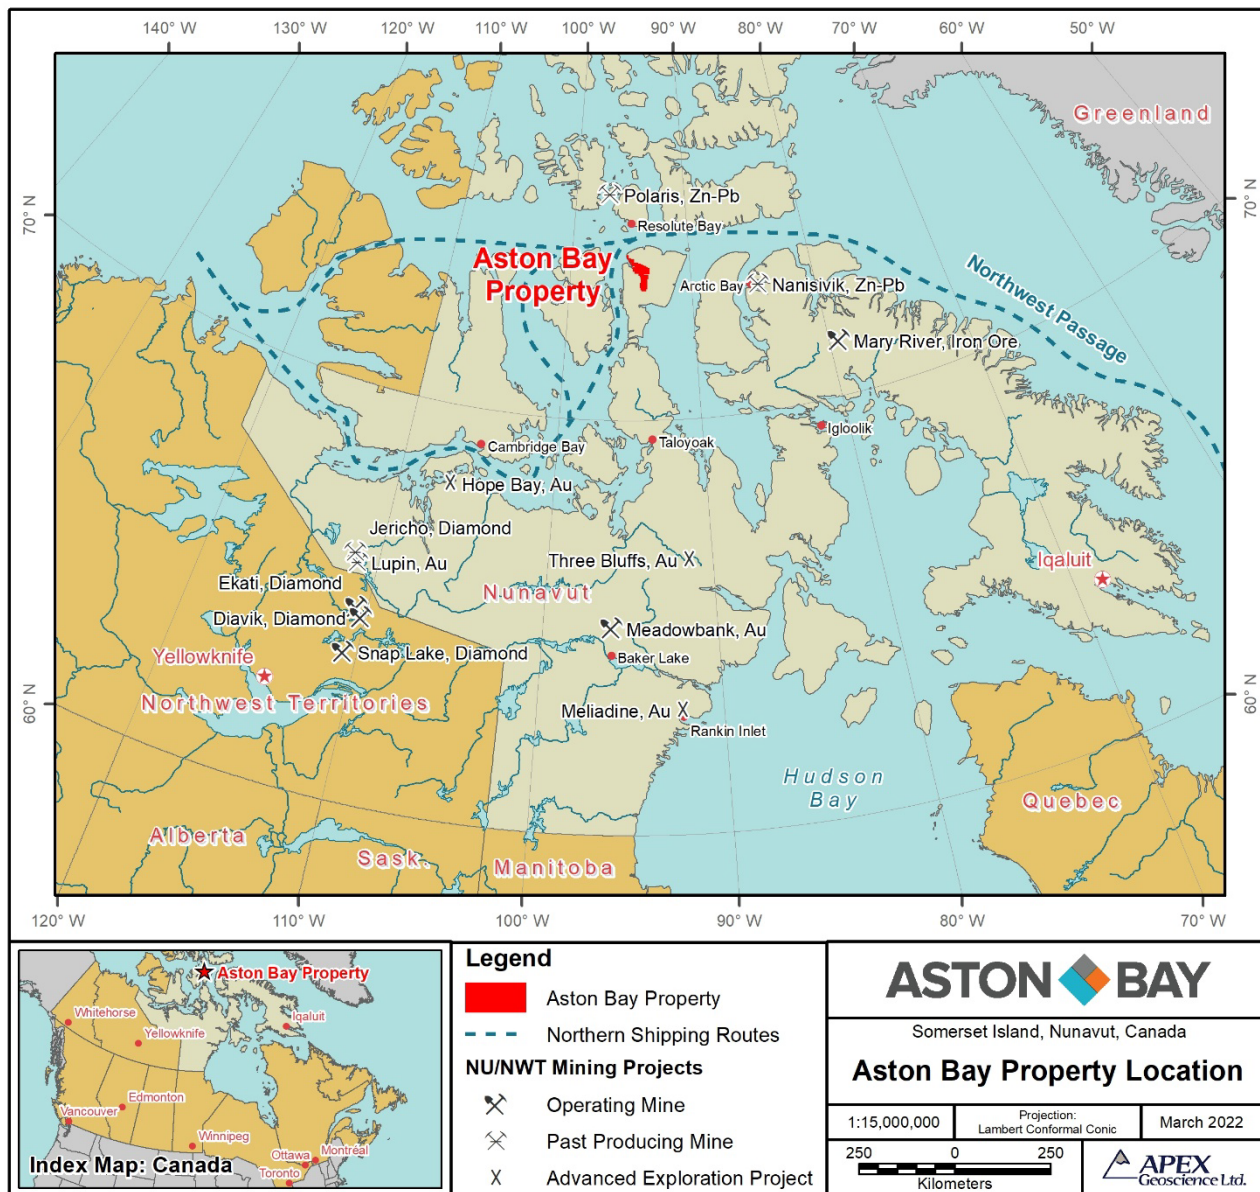 140° W
130° W
120° W
110° W
100° W
90° W
80° W
70° W
60° W
50° W
Greenland
70° N
70° N
Polaris, Zn-Pb
Resolute Bay
Aston Bay
Property
Arctic Bay
Nanisivik, Zn-Pb
Northwest Passage
Mary River, Iron Ore
Igloolik
Cambridge Bay
Taloyoak
Hope Bay, Au
Jericho, Diamond
Lupin, Au
Three Bluffs, Au
Iqaluit
Ekati, Diamond
Nunavut
Diavik, Diamond
Meadowbank, Au
Snap Lake, Diamond
Baker Lake
Yellowknife
Northwest Territories
60° N
60° N
Meliadine, Au
Rankin Inlet
Hudson
Bay
Quebec
Alberta
Sask.
Manitoba
120° W
110° W
100° W
90° W
80° W
70° W
Aston Bay Property
Whitehorse
Yellowknife
Iqaluit
Edmonton
Vancouver
Winnipeg
Ottawa
Montréal
Toronto
Index Map: Canada
Legend
Aston Bay Property
Northern Shipping Routes
NU/NWT Mining Projects
Operating Mine
Past Producing Mine
Advanced Exploration Project
ASTON BAY
Somerset Island, Nunavut, Canada
Aston Bay Property Location
1:15,000,000
Projection:
Lambert Conformal Conic
March 2022
250 0 250
Kilometers
APEX
Geoscience Ltd.